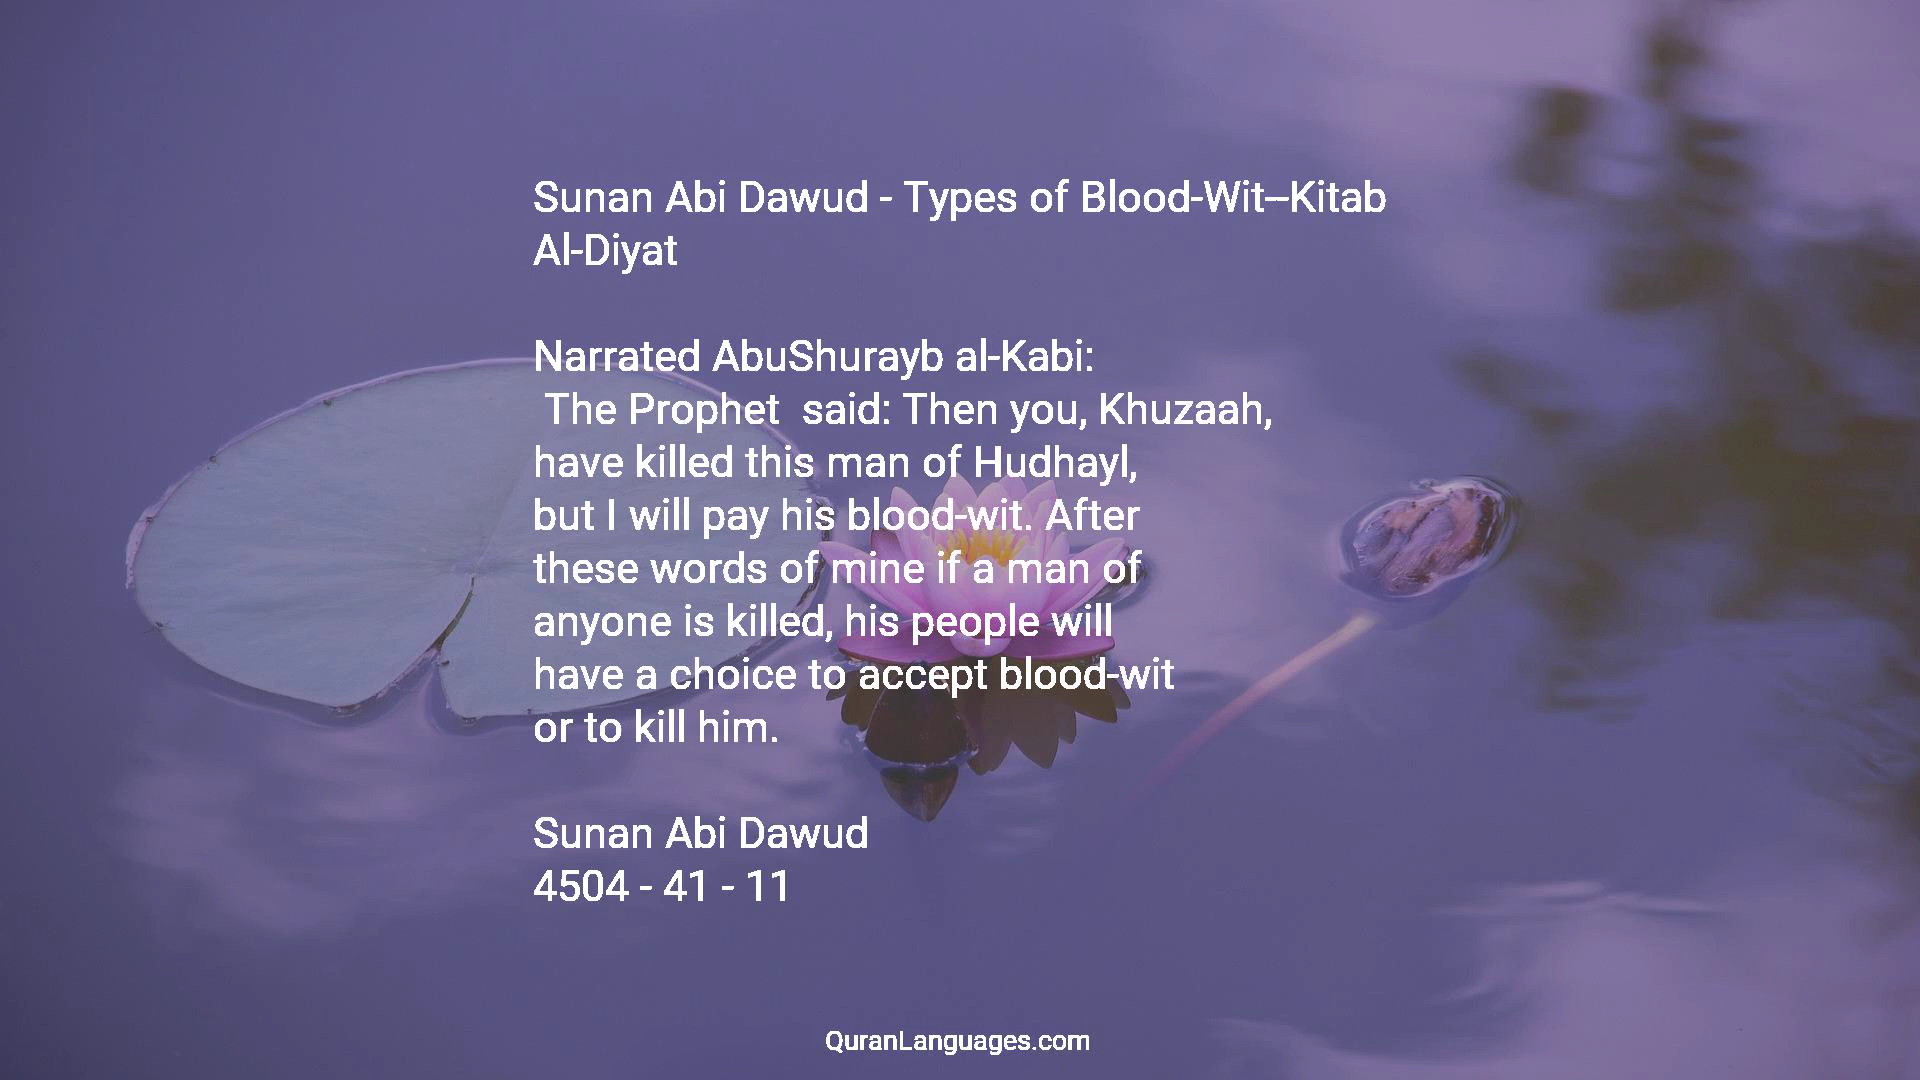 Sunan Abi Dawud - Types of Blood-Wit--Kitab
Al-Diyat
Narrated AbuShurayb al-Kabi:
The Prophet  said: Then you, Khuzaah,
have killed this man of Hudhayl,
but I will pay his blood-wit. After
these words of mine if a man of
anyone is killed, his people will
have a choice to accept blood-wit
or to kill him.
Sunan Abi Dawud
4504 - 41 - 11
QuranLanguages.com